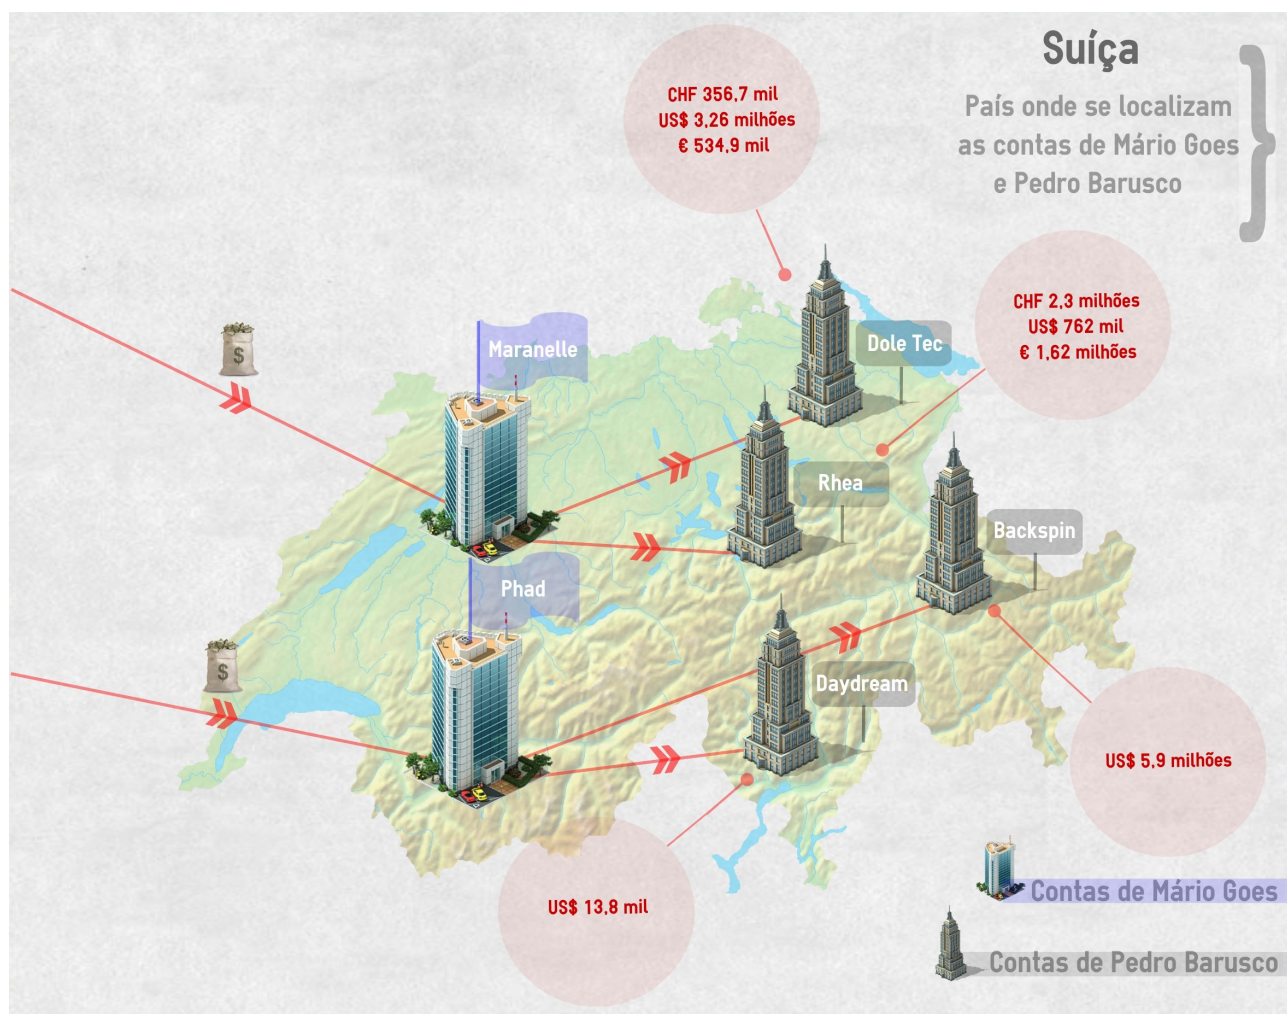 Suíça
País onde se localizam
as contas de Mário Goes
e Pedro Barusco
CHF 356,7 mil
US$ 3,26 milhões
€ 534,9 mil
CHF 2,3 milhões
US$ 762 mil
€ 1,62 milhões
Maranelle
Dole Tec
Rhea
Backspin
Phad
Daydream
US$ 5,9 milhões
US$ 13,8 mil
$
$
Contas de Mário Goes
Contas de Pedro Barusco